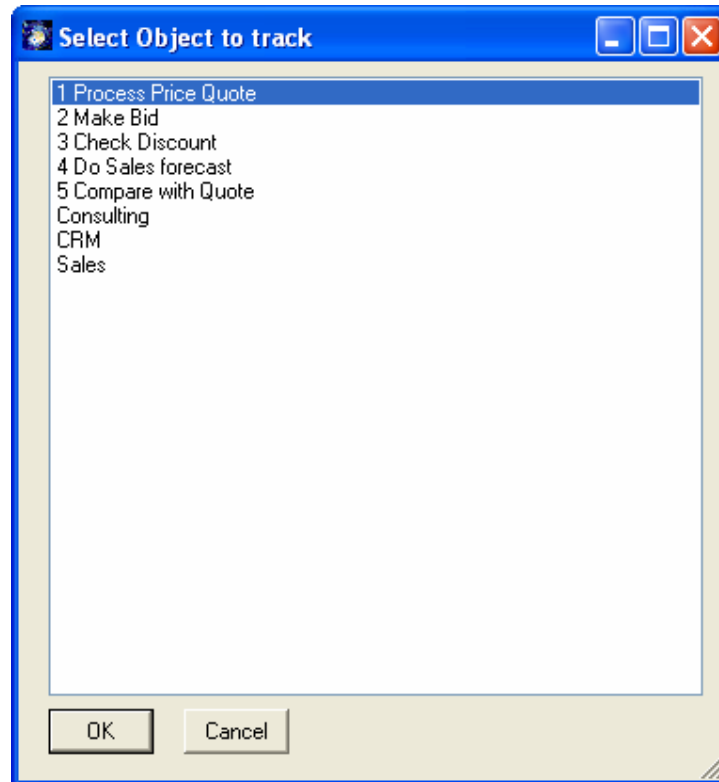 Select Object to track
1 Process Price Quote
2 Make Bid
3 Check Discount
4 Do Sales forecast
5 Compare with Quote
Consulting
CRM
Sales
OK Cancel